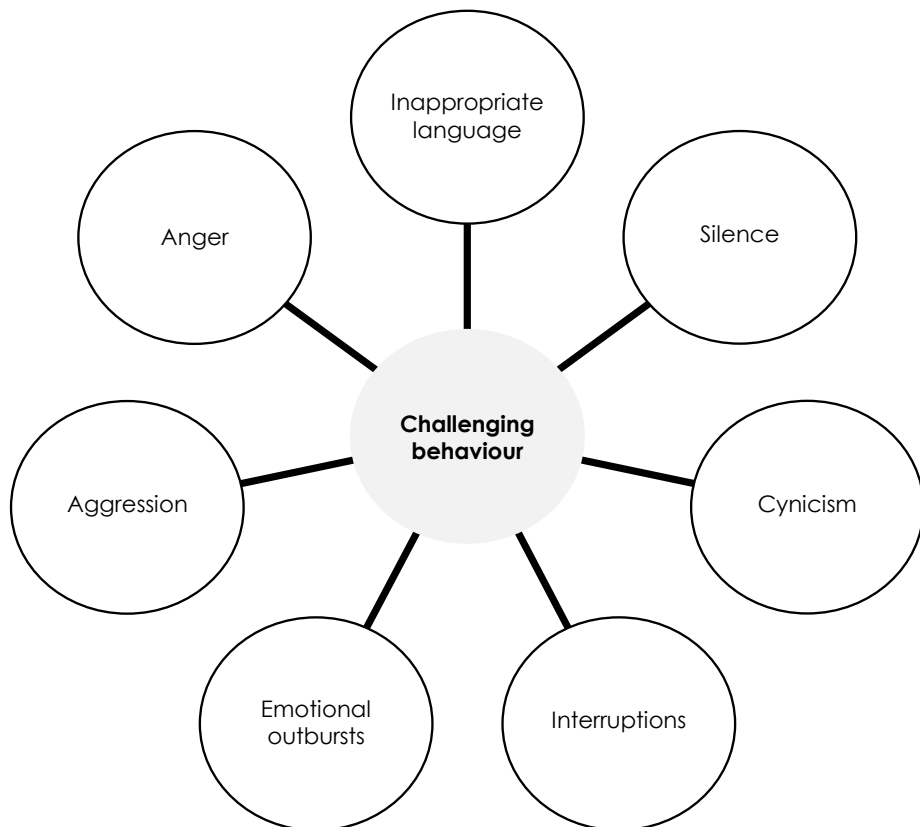 Inappropriate
language
Anger
Silence
Challenging
behaviour
Aggression
Cynicism
Emotional
outbursts
Interruptions